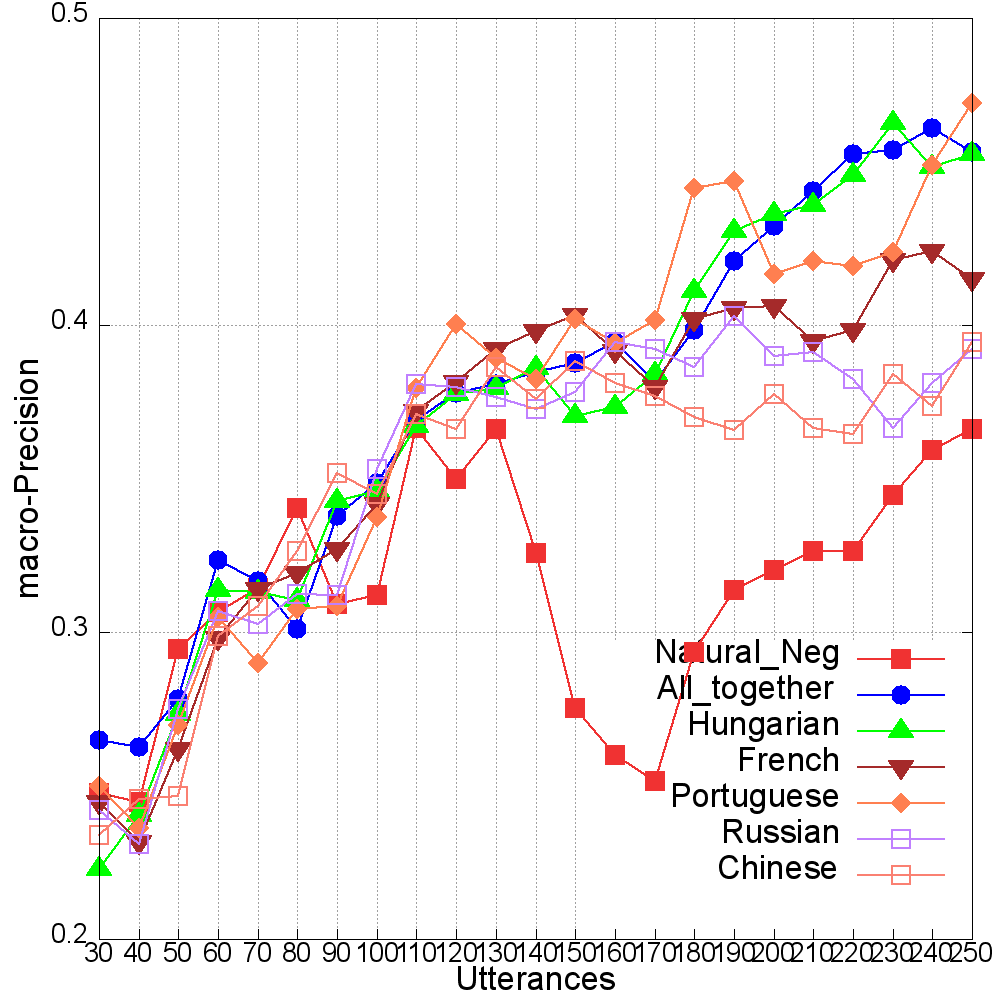 0.5
0.4
0.3
0.2
macro-Precision
Natural_Neg
All_together
Hungarian
French
Portuguese
Russian
Chinese
30 40 50 60 70 80 90 100 110 120 130 140 150 160 170 180 190 200 210 220 230 240 250
Utterances